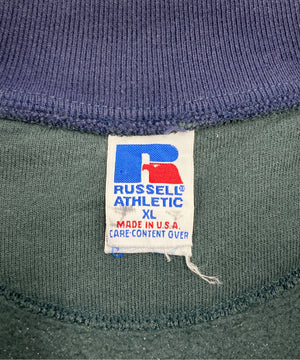 R
RUSSELL®
ATHLETIC
XL
MADE IN U.S.A.
CARE-CONTENT OVER